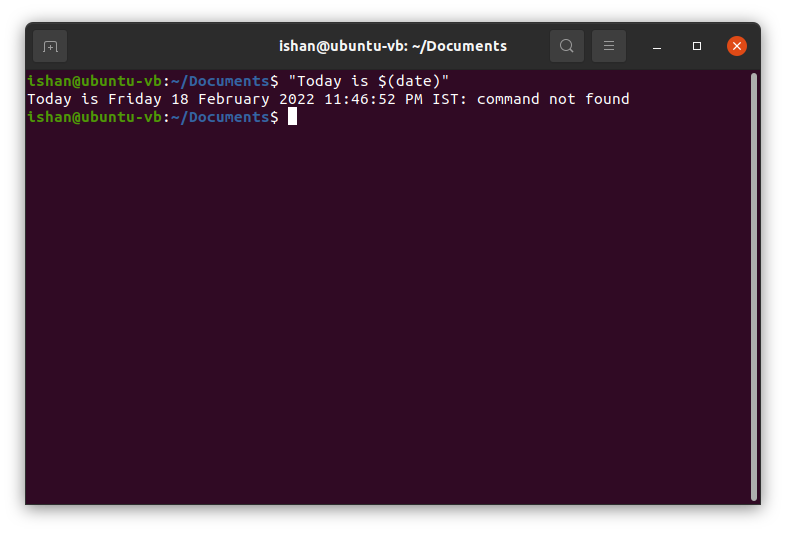 ishan@ubuntu-vb: ~/Documents
ishan@ubuntu-vb:~/Documents$ "Today is $(date)"
Today is Friday 18 February 2022 11:46:52 PM IST: command not found
ishan@ubuntu-vb:~/Documents$